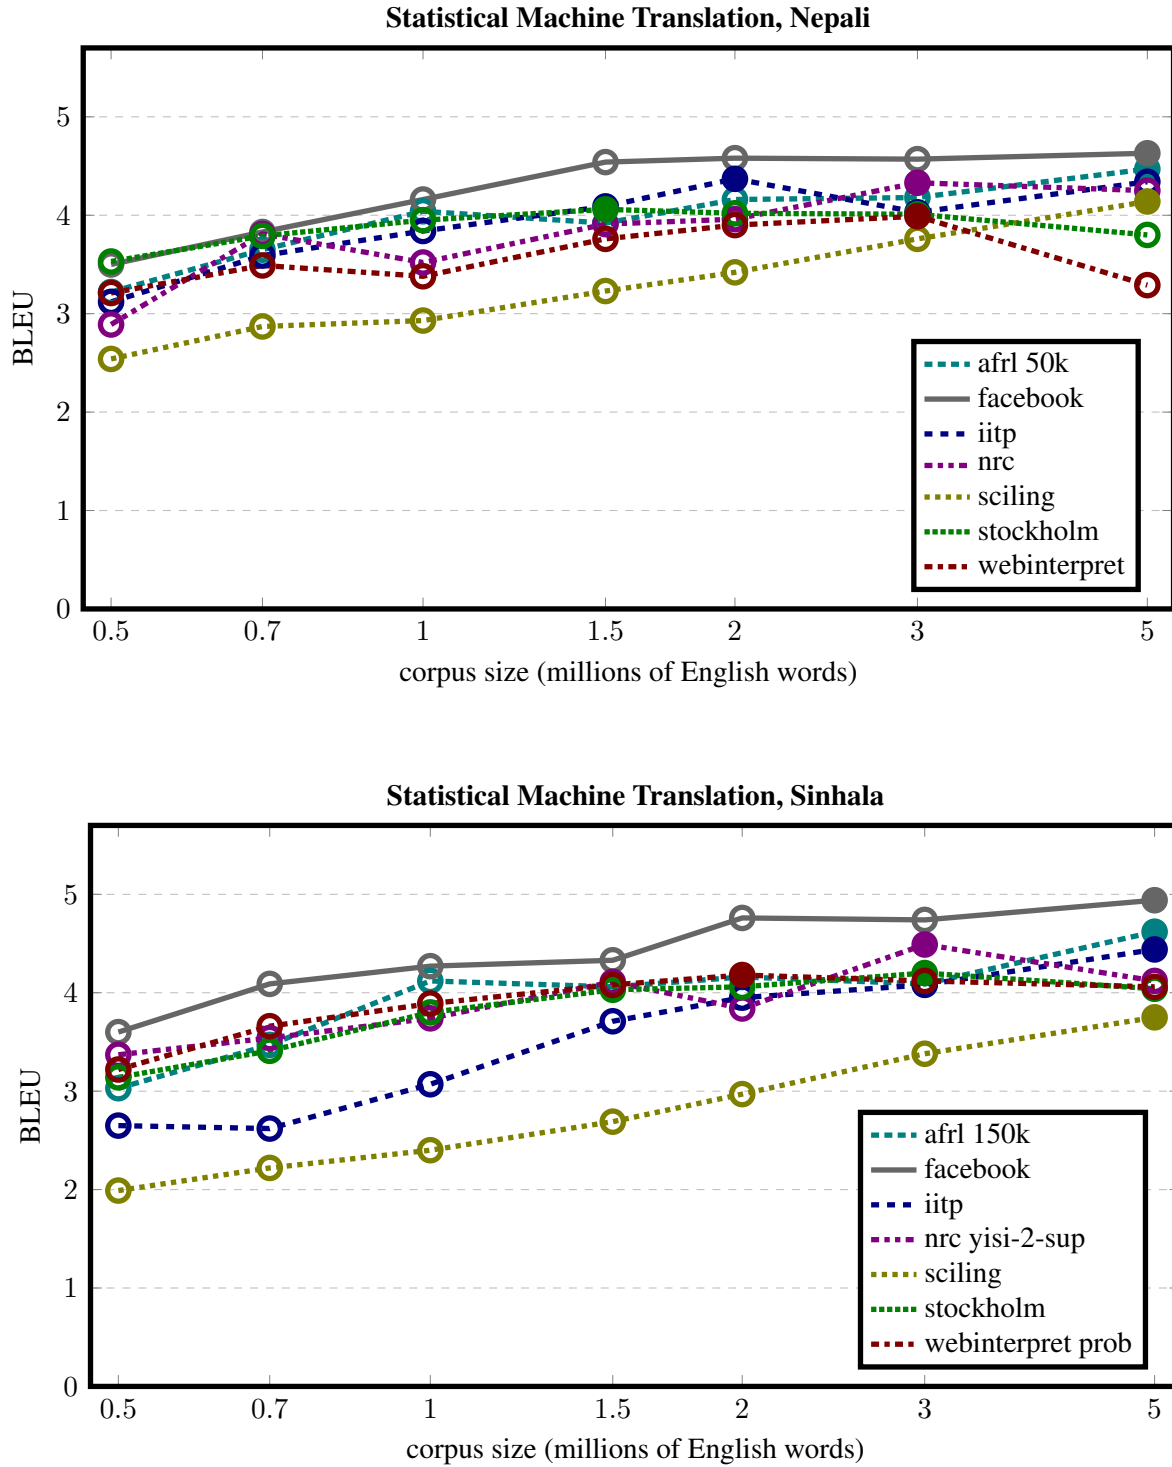 Statistical Machine Translation, Nepali
5
4
3
2
1
0
BLEU
afrl 50k
facebook
iitp
nrc
sciling
stockholm
webinterpret
0.5 0.7 1 1.5 2 3 5
corpus size (millions of English words)
Statistical Machine Translation, Sinhala
5
4
3
2
1
0
BLEU
afrl 150k
facebook
iitp
nrc yisi-2-sup
sciling
stockholm
webinterpret prob
0.5 0.7 1 1.5 2 3 5
corpus size (millions of English words)